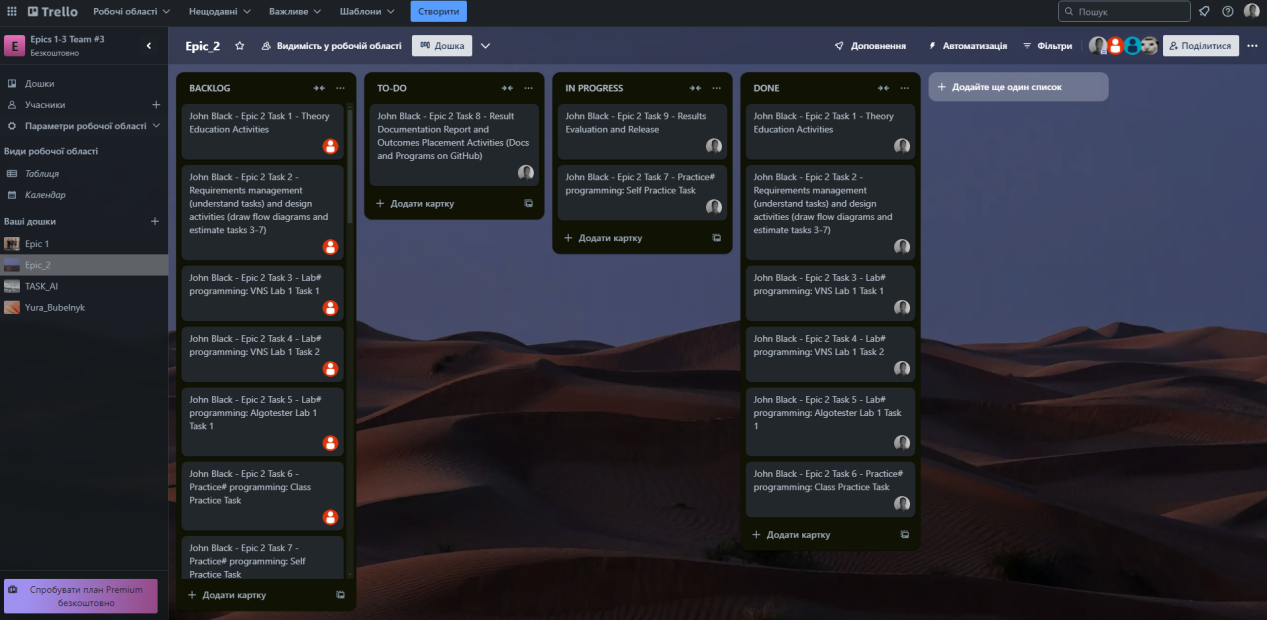 Trello
Робочі області
Нещодавні
Важливе
Шаблони
Створити
Пошук
E
Epics 1-3 Team #3
Безкоштовно
Epic_2
Видимість у робочій області
Дошка
Доповнення
Автоматизація
Фільтри
Поділитися
Дошки
Учасники
Параметри робочої області
Види робочої області
Таблиця
Календар
Ваші дошки
Epic 1
Epic_2
TASK_AI
Yura_Bubelnyk
Спробувати план Premium
безкоштовно
BACKLOG
John Black - Epic 2 Task 1 - Theory
Education Activities
John Black - Epic 2 Task 2 -
Requirements management
(understand tasks) and design
activities (draw flow diagrams and
estimate tasks 3-7)
John Black - Epic 2 Task 3 - Lab#
programming: VNS Lab 1 Task 1
John Black - Epic 2 Task 4 - Lab#
programming: VNS Lab 1 Task 2
John Black - Epic 2 Task 5 - Lab#
programming: Algotester Lab 1
Task 1
John Black - Epic 2 Task 6 -
Practice# programming: Class
Practice Task
John Black - Epic 2 Task 7 -
Practice# programming: Self
Practice Task
Додати картку
TO-DO
John Black - Epic 2 Task 8 - Result
Documentation Report and
Outcomes Placement Activities (Docs
and Programs on GitHub)
Додати картку
IN PROGRESS
John Black - Epic 2 Task 9 - Results
Evaluation and Release
John Black - Epic 2 Task 7 - Practice#
programming: Self Practice Task
Додати картку
DONE
John Black - Epic 2 Task 1 - Theory
Education Activities
John Black - Epic 2 Task 2 -
Requirements management
(understand tasks) and design
activities (draw flow diagrams and
estimate tasks 3-7)
John Black - Epic 2 Task 3 - Lab#
programming: VNS Lab 1 Task 1
John Black - Epic 2 Task 4 - Lab#
programming: VNS Lab 1 Task 2
John Black - Epic 2 Task 5 - Lab#
programming: Algotester Lab 1 Task
1
John Black - Epic 2 Task 6 - Practice#
programming: Class Practice Task
Додати картку
Додайте ще один список